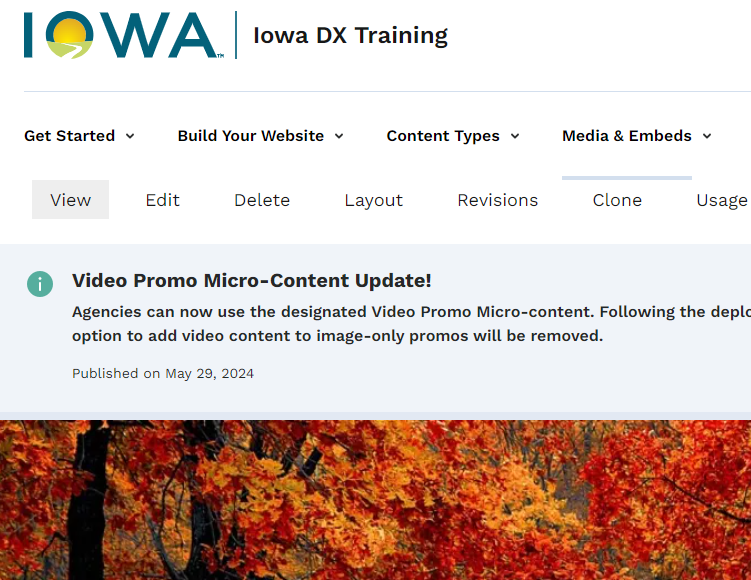 IOWA™ Iowa DX Training
Get Started Build Your Website Content Types Media & Embeds
View Edit Delete Layout Revisions Clone Usage
Video Promo Micro-Content Update!
Agencies can now use the designated Video Promo Micro-content. Following the
option to add video content to image-only promos will be removed.
Published on May 29, 2024